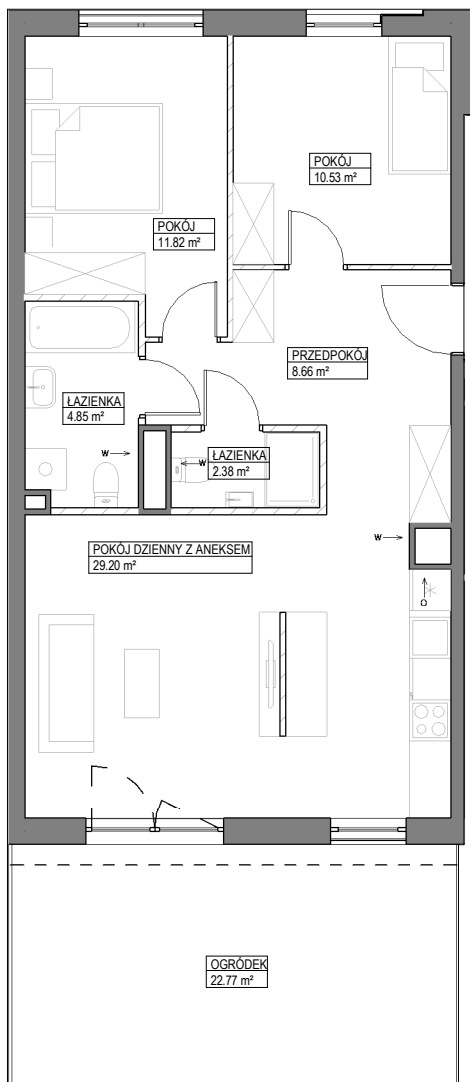 POKÓJ
10.53 m²
POKÓJ
11.82 m²
PRZEDPOKÓJ
8.66 m²
ŁAZIENKA
4.85 m²
W
ŁAZIENKA
W
2.38 m²
W
POKÓJ DZIENNY Z ANEKSEM
29.20 m²
O
OGRÓDEK
22.77 m²